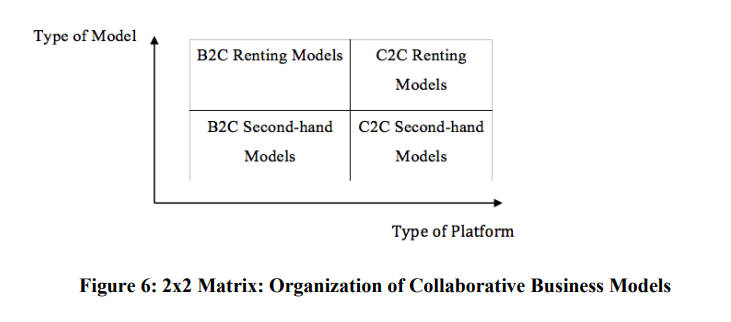 Type of Model
B2C Renting Models
C2C Renting
Models
B2C Second-hand
Models
C2C Second-hand
Models
Type of Platform
Figure 6: 2x2 Matrix: Organization of Collaborative Business Models